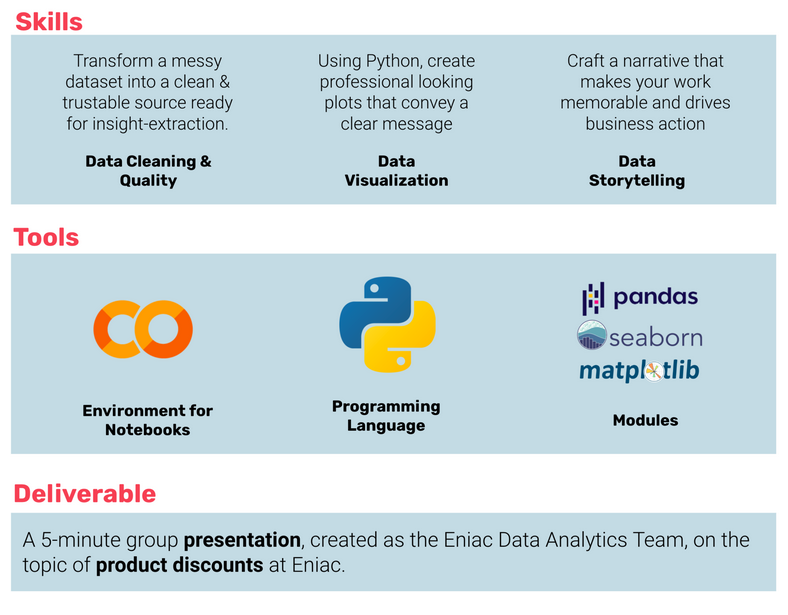 Skills
Transform a messy
dataset into a clean &
trustable source ready
for insight-extraction.
Data Cleaning &
Quality
Using Python, create
professional looking
plots that convey a
clear message
Data
Visualization
Craft a narrative that
makes your work
memorable and drives
business action
Data
Storytelling
Tools
Environment for
Notebooks
Programming
Language
pandas
seaborn
matplotlib
Modules
Deliverable
A 5-minute group presentation, created as the Eniac Data Analytics Team, on the
topic of product discounts at Eniac.